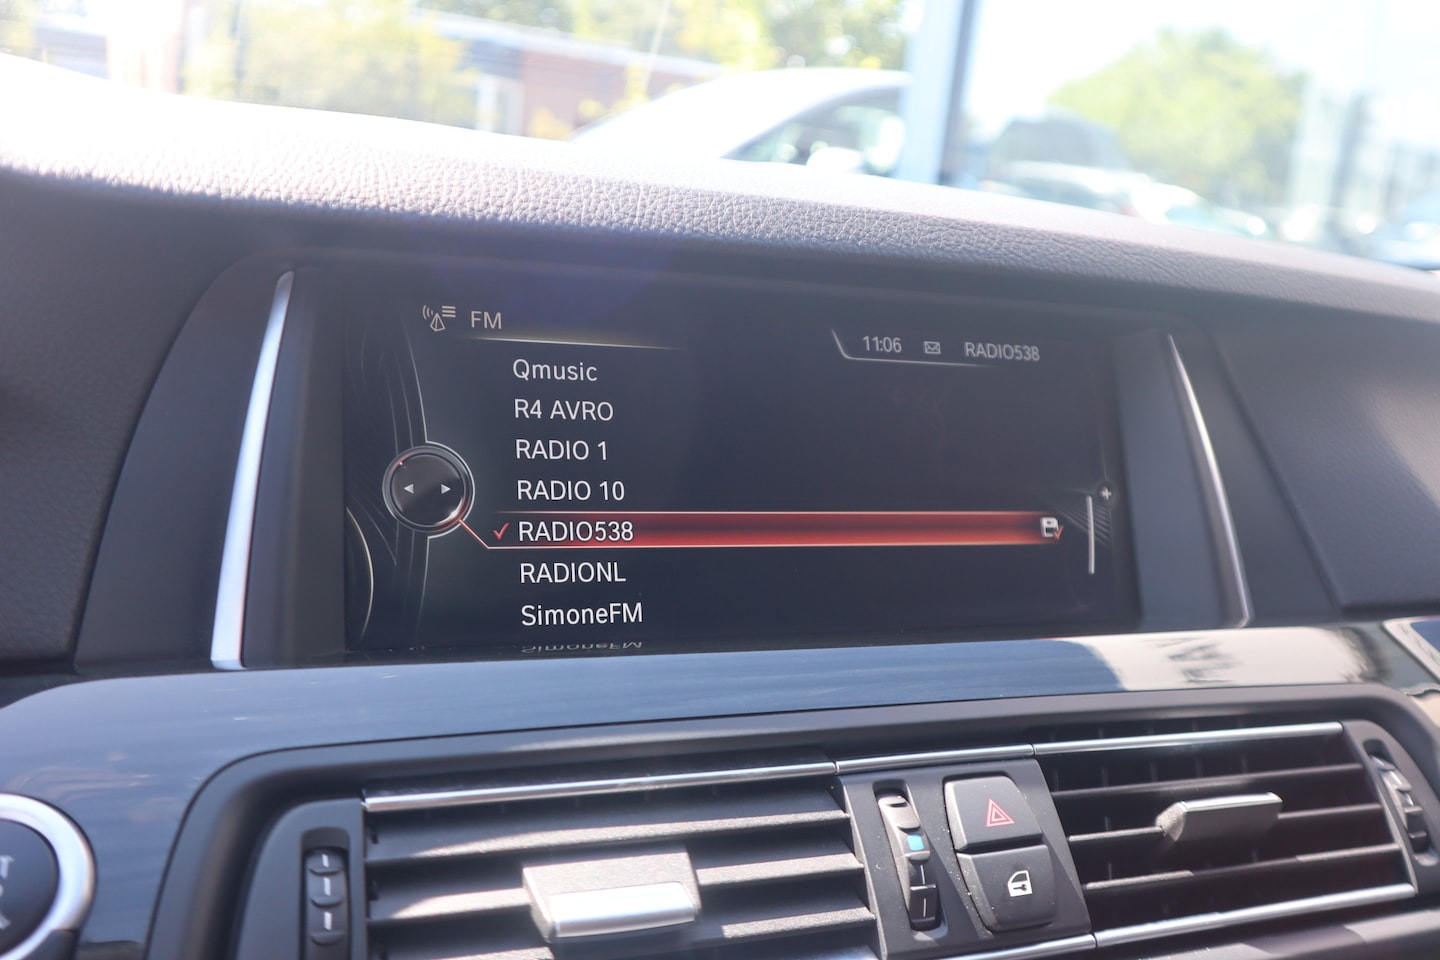 FM
11:06 RADIO538
Qmusic
R4 AVRO
RADIO 1
RADIO 10
RADIO538
RADIONL
SimoneFM